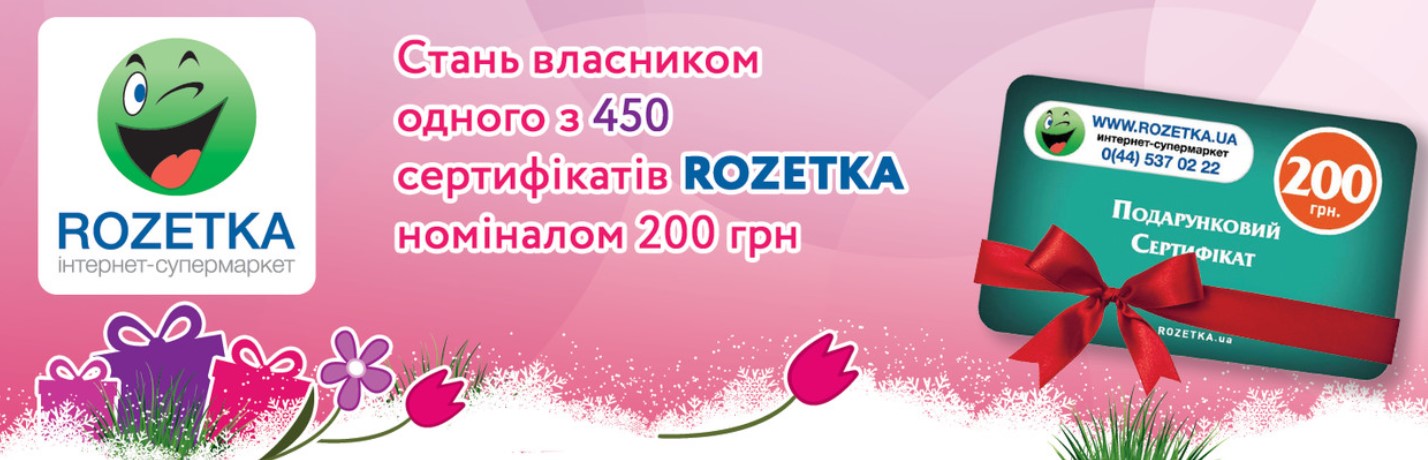 ROZETKA
інтернет-супермаркет
Стань власником
одного з 450
сертифікатів ROZETKA
номіналом 200 грн
WWW.ROZETKA.UA
интернет-супермаркет
0(44) 537 02 22
200
грн.
Подарунковий
Сертифікат
ROZETKA.ua